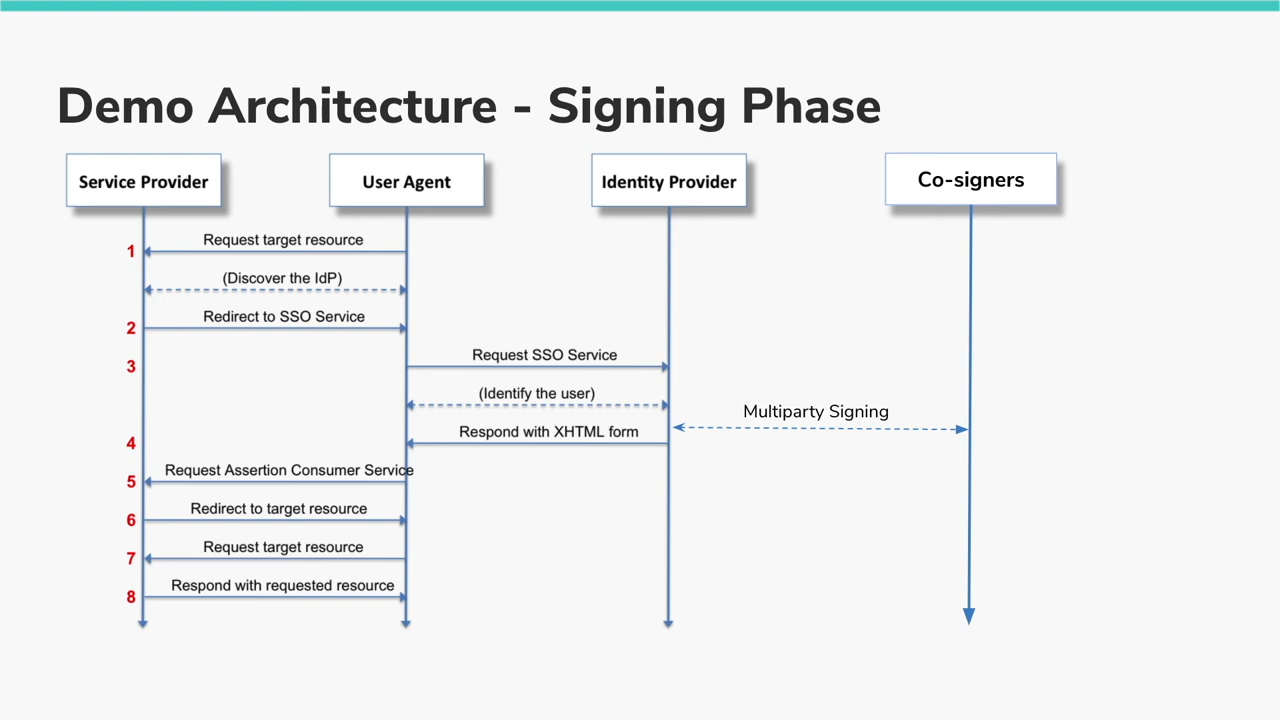 Demo Architecture - Signing Phase
Service Provider
User Agent
Identity Provider
Co-signers
1
Request target resource
(Discover the IdP)
2
Redirect to SSO Service
3
Request SSO Service
(Identify the user)
Multiparty Signing
4
Respond with XHTML form
5
Request Assertion Consumer Service
6
Redirect to target resource
7
Request target resource
8
Respond with requested resource